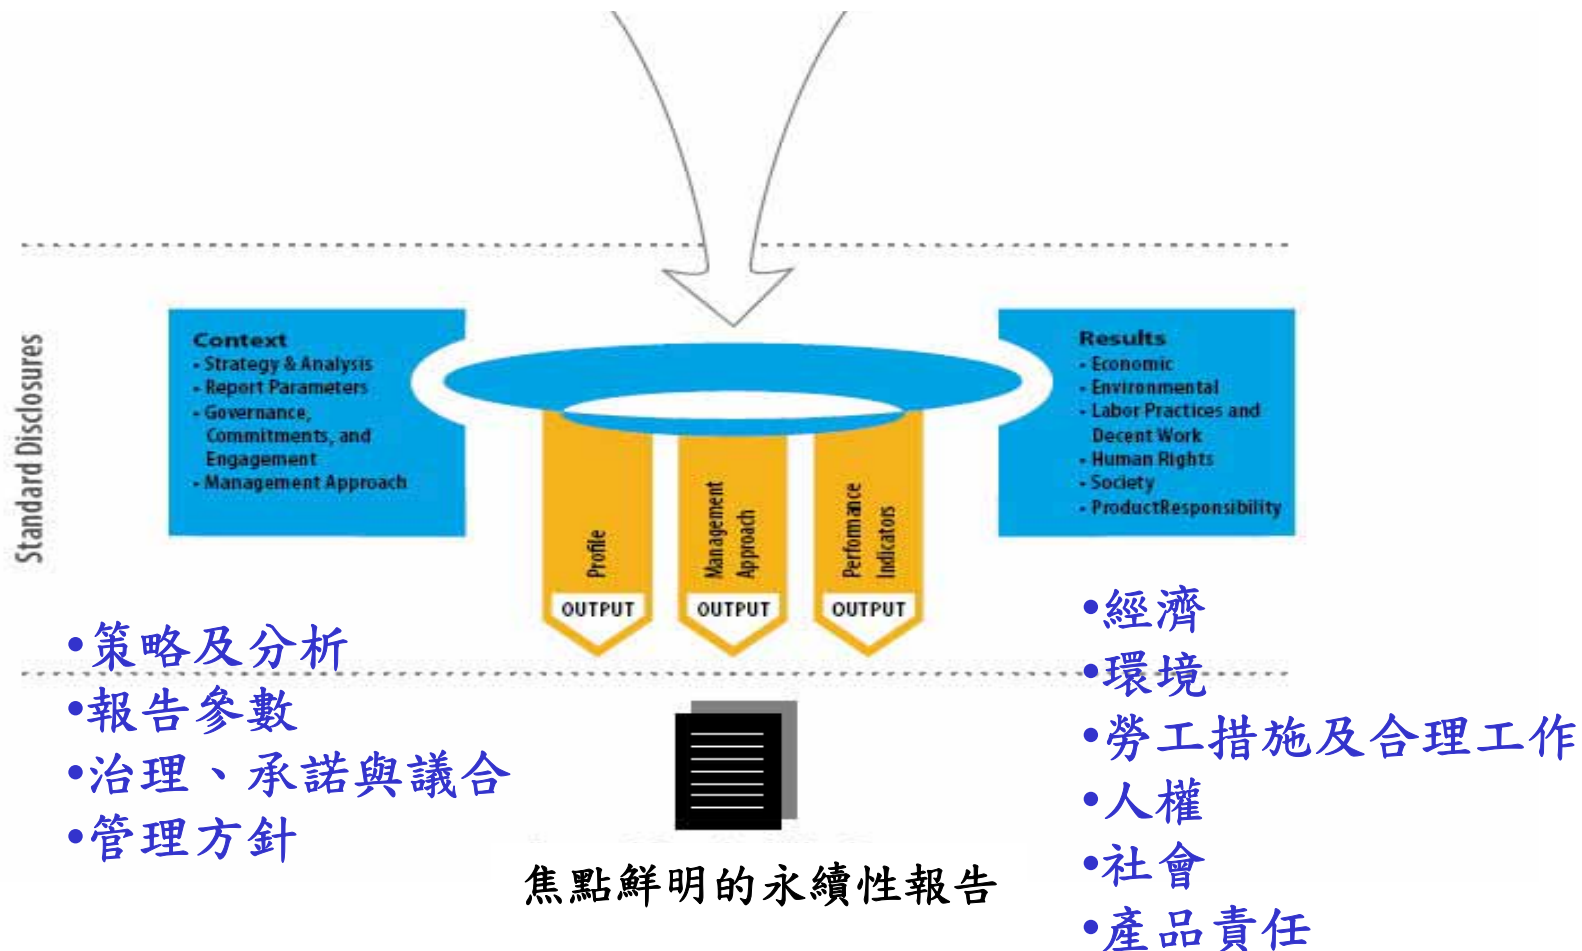 Standard Disclosures
Context
- Strategy & Analysis
- Report Parameters
- Governance,
Commitments, and
Engagement
- Management Approach
Profile
OUTPUT
Management
Approach
OUTPUT
Performance
Indicators
OUTPUT
Results
- Economic
- Environmental
- Labor Practices and
Decent Work
- Human Rights
- Society
- ProductResponsibility
•策略及分析
•報告參數
•治理、承諾與議合
•管理方針
焦點鮮明的永續性報告
•經濟
•環境
•勞工措施及合理工作
•人權
•社會
•產品責任